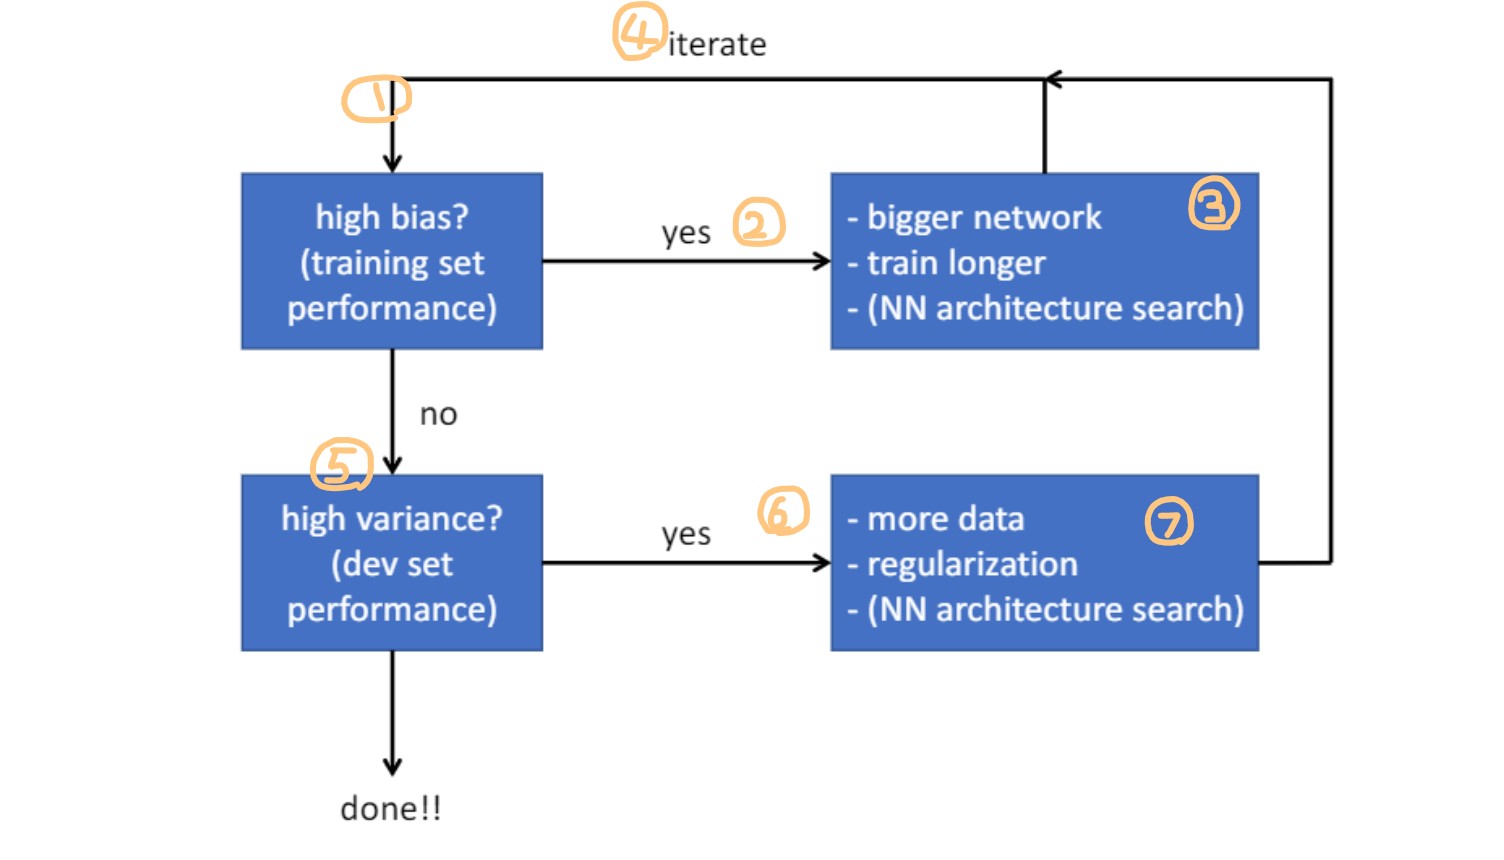 ④
iterate
①
high bias?
(training set
performance)
yes ②
③
- bigger network
- train longer
- (NN architecture search)
no
⑤
high variance?
(dev set
performance)
yes ⑥
⑦
- more data
- regularization
- (NN architecture search)
done!!